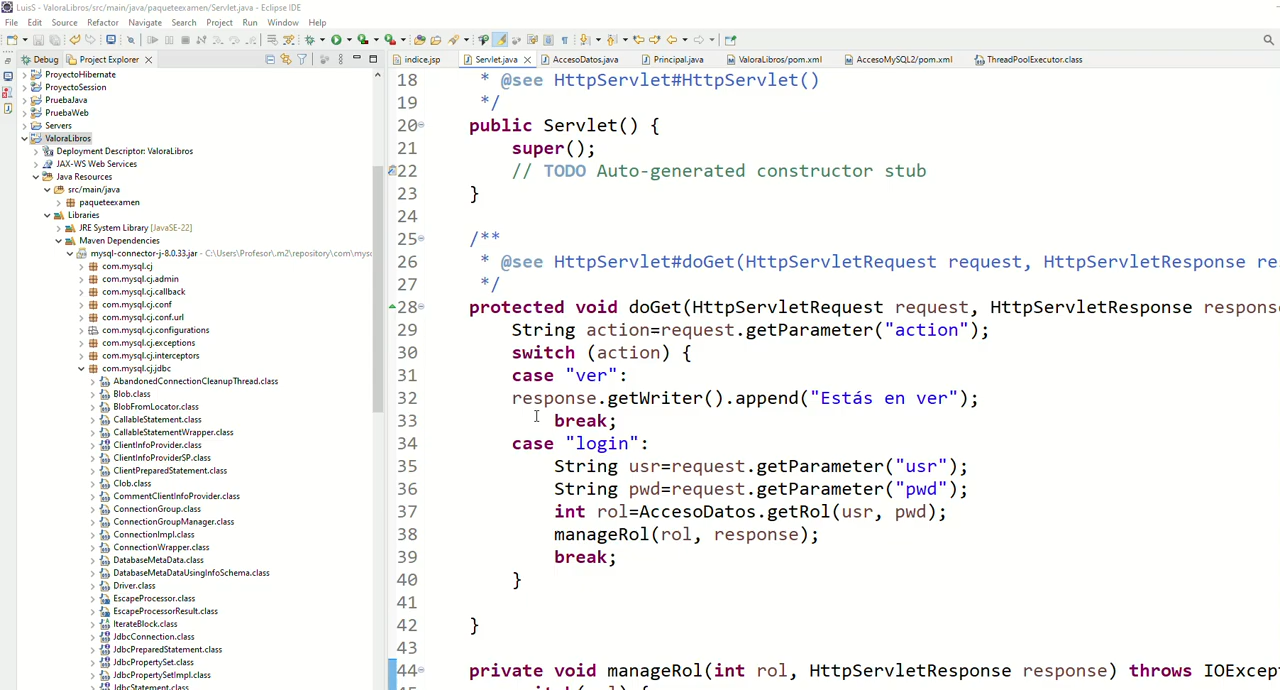 LuisS - ValoraLibros/src/main/java/paqueteexamen/Servlet.java - Eclipse IDE
File Edit Source Refactor Navigate Search Project Run Window Help
Debug Project Explorer
indice.jsp Servlet.java AccesoDatos.java Principal.java ValoraLibros/pom.xml AccesoMySQL2/pom.xml ThreadPoolExecutor.class
ProyectoHibernate
ProyectoSession
PruebaJava
PruebaWeb
Servers
ValoraLibros
Deployment Descriptor: ValoraLibros
JAX-WS Web Services
Java Resources
src/main/java
paqueteexamen
Libraries
JRE System Library [JavaSE-22]
Maven Dependencies
mysql-connector-j-8.0.33.jar - C:\Users\Profesor\.m2\repository\com\mysc
com.mysql.cj
com.mysql.cj.admin
com.mysql.cj.callback
com.mysql.cj.conf
com.mysql.cj.conf.url
com.mysql.cj.configurations
com.mysql.cj.exceptions
com.mysql.cj.interceptors
com.mysql.cj.jdbc
AbandonedConnectionCleanupThread.class
Blob.class
BlobFromLocator.class
CallableStatement.class
CallableStatementWrapper.class
ClientInfoProvider.class
ClientInfoProviderSP.class
ClientPreparedStatement.class
Clob.class
CommentClientInfoProvider.class
ConnectionGroup.class
ConnectionGroupManager.class
ConnectionImpl.class
ConnectionWrapper.class
DatabaseMetaData.class
DatabaseMetaDataUsingInfoSchema.class
Driver.class
EscapeProcessor.class
EscapeProcessorResult.class
IterateBlock.class
JdbcConnection.class
JdbcPreparedStatement.class
JdbcPropertySet.class
JdbcPropertySetImpl.class
JdbcStatement.class
18 * @see HttpServlet#HttpServlet()
19 */
20 public Servlet() {
21 super();
22 // TODO Auto-generated constructor stub
23 }
24
25 /**
26 * @see HttpServlet#doGet(HttpServletRequest request, HttpServletResponse re
27 */
28 protected void doGet(HttpServletRequest request, HttpServletResponse respons
29 String action=request.getParameter("action");
30 switch (action) {
31 case "ver":
32 response.getWriter().append("Estás en ver");
33 break;
34 case "login":
35 String usr=request.getParameter("usr");
36 String pwd=request.getParameter("pwd");
37 int rol=AccesoDatos.getRol(usr, pwd);
38 manageRol(rol, response);
39 break;
40 }
41
42 }
43
44 private void manageRol(int rol, HttpServletResponse response) throws IOExcep